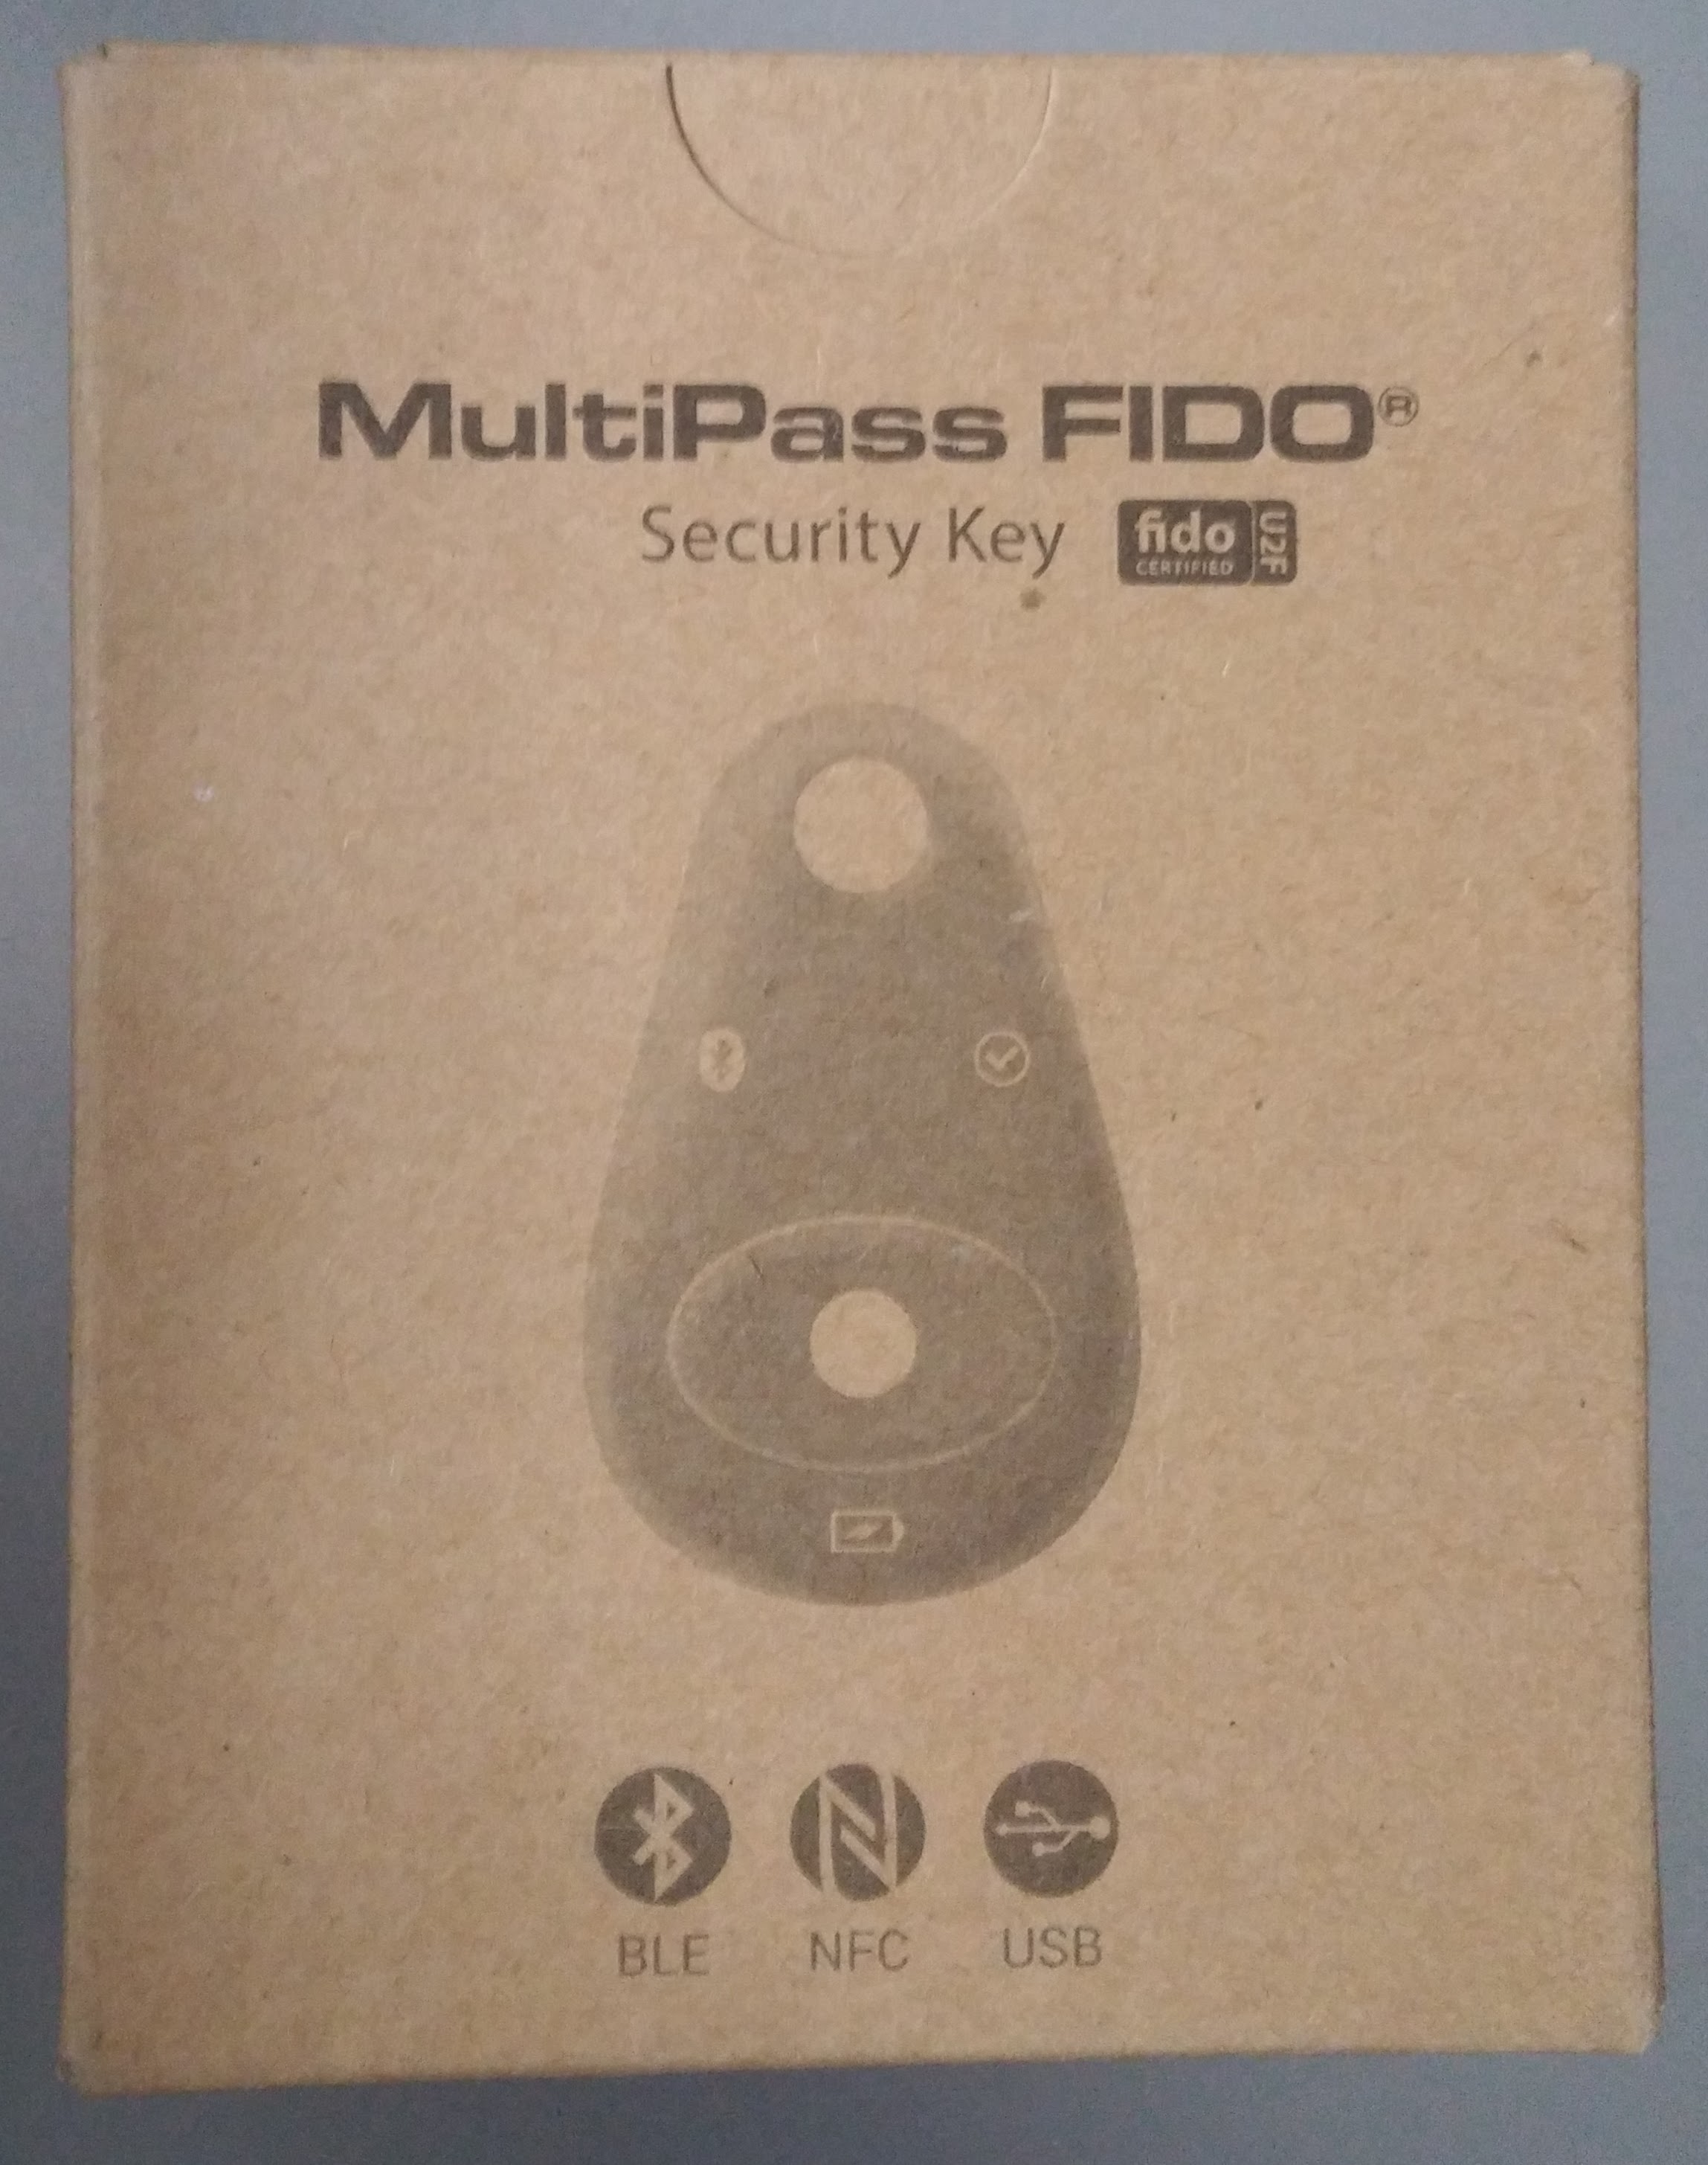 MultiPass FIDO®
Security Key
fido
CERTIFIED
U2F
BLE NFC USB